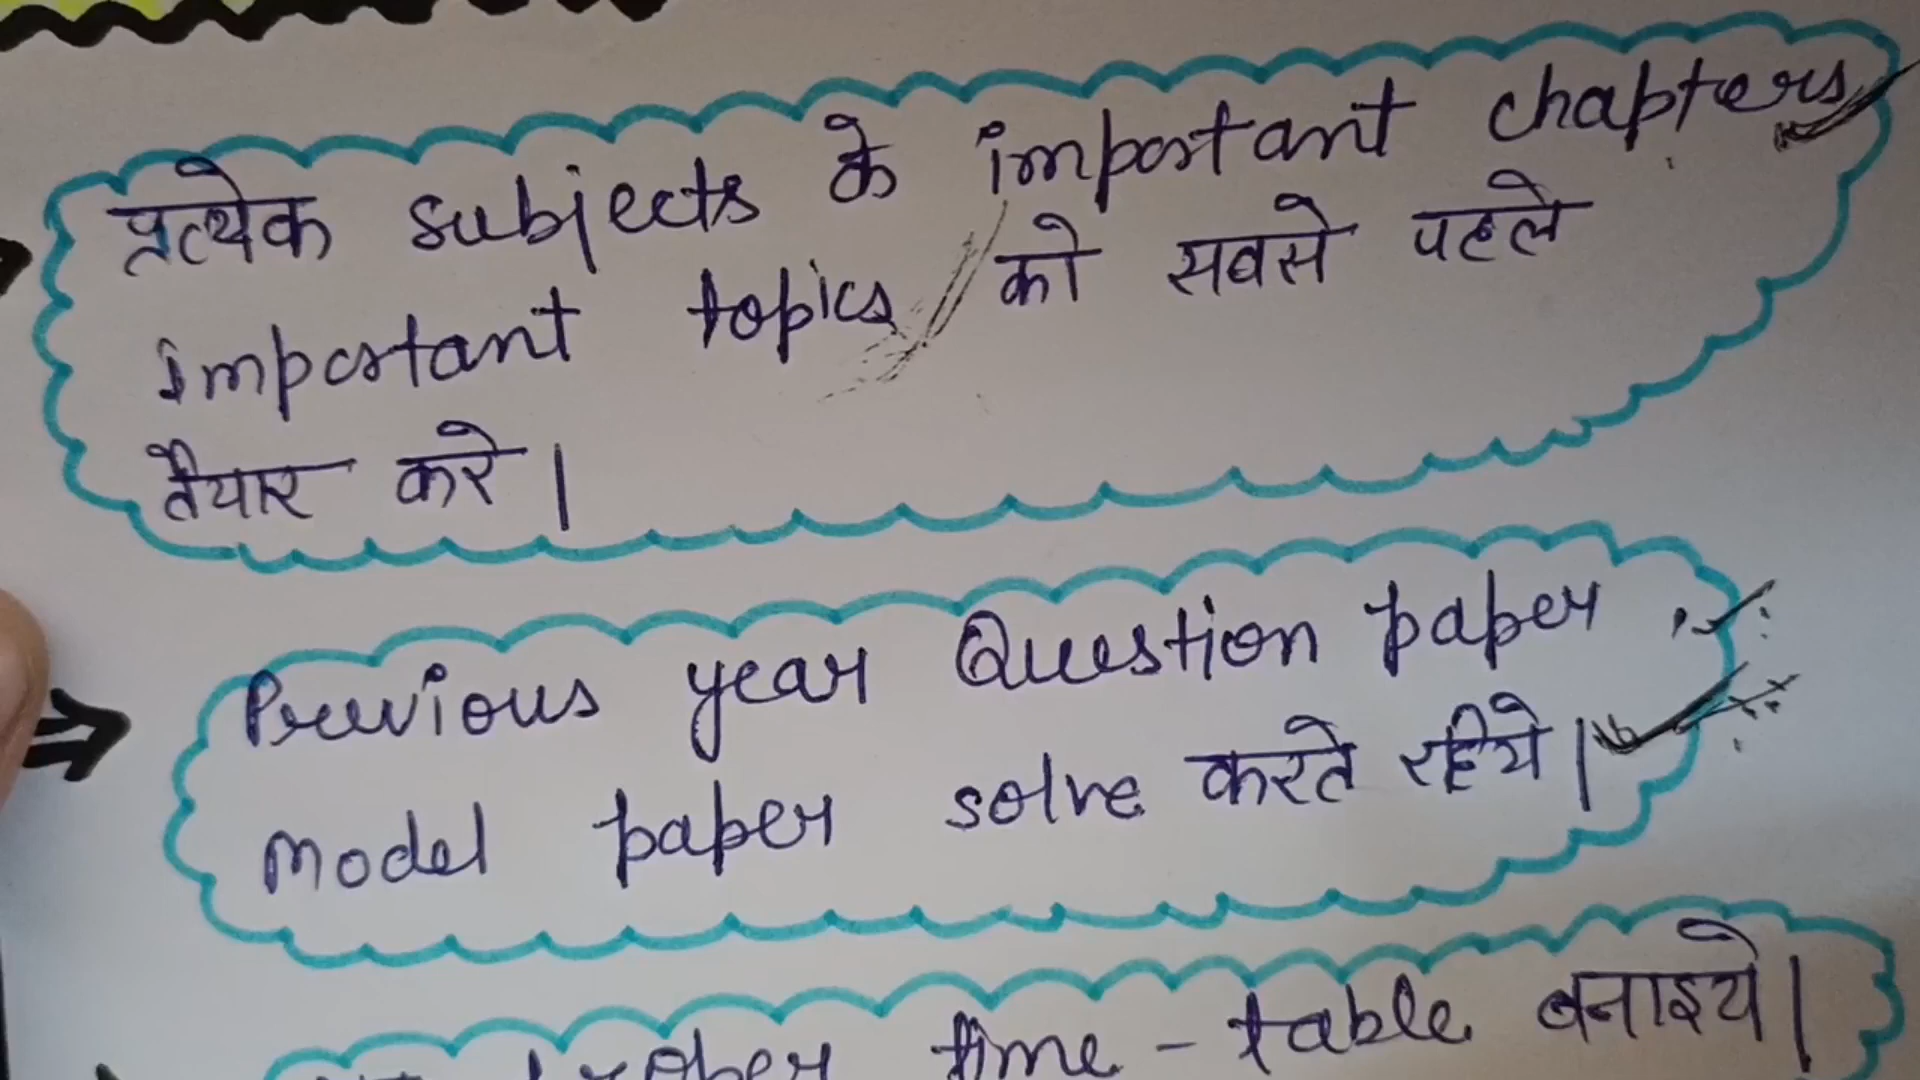 प्रत्येक subjects के important chapters
important topics को सबसे पहले
तैयार करे।
Previous year Question paper
model paper solve करते रहिये।
time - table बनाइये।